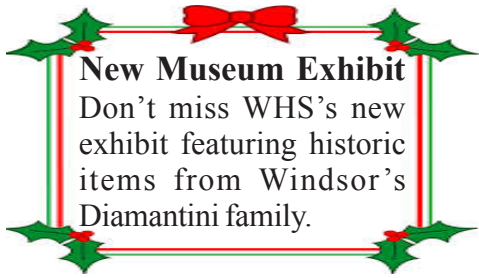 New Museum Exhibit
Don’t miss WHS’s new
exhibit featuring historic
items from Windsor’s
Diamantini family.